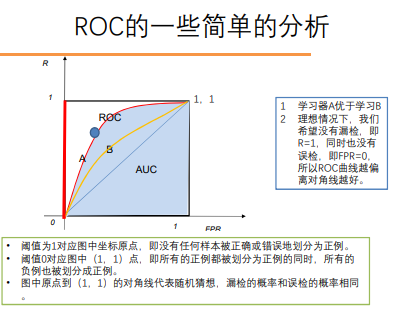 ROC的一些简单的分析
R
1
1，1
ROC
A
B
AUC
0
1
FPR
1 学习器A优于学习B
2 理想情况下，我们
希望没有漏检，即
R=1，同时也没有
误检，即FPR=0，
所以ROC曲线越偏
离对角线越好。
• 阈值为1对应图中坐标原点，即没有任何样本被正确或错误地划分为正例。
• 阈值0对应图中（1，1）点，即所有的正例都被划分为正例的同时，所有的
负例也被划分成正例。
• 图中原点到（1，1）的对角线代表随机猜想，漏检的概率和误检的概率相同
。